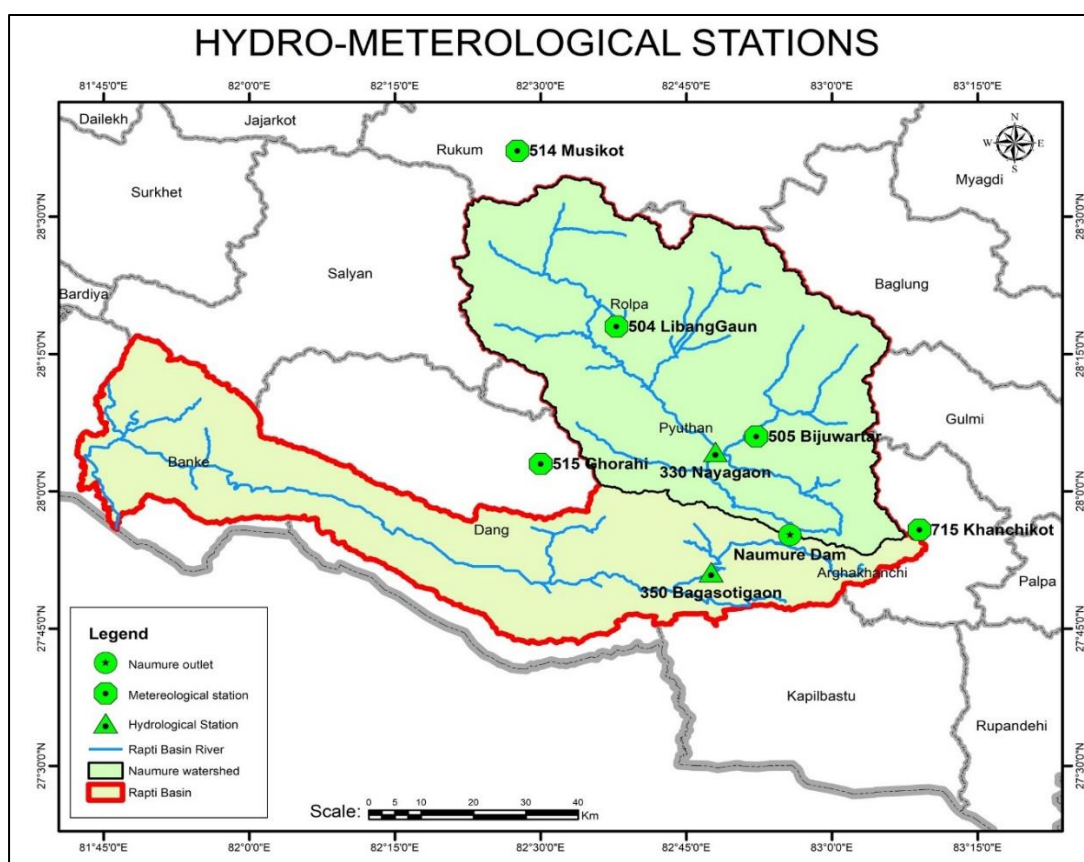 HYDRO-METEROLOGICAL STATIONS
81°45'0"E 82°0'0"E 82°15'0"E 82°30'0"E 82°45'0"E 83°0'0"E 83°15'0"E
Dailekh
Jajarkot
Rukum
514 Musikot
N
W E
S
Myagdi
Surkhet
28°30'0"N 28°30'0"N
Salyan
Baglung
Bardiya
Rolpa
504 LibangGaun
28°15'0"N 28°15'0"N
Gulmi
Pyuthan
505 Bijuwartar
330 Nayagaon
Banke
515 Ghorahi
28°0'0"N 28°0'0"N
Dang
715 Khanchikot
Naumure Dam
Arghakhanchi
Palpa
350 Bagasotigaon
27°45'0"N 27°45'0"N
Legend
Naumure outlet
Metereological station
Hydrological Station
Rapti Basin River
Naumure watershed
Rapti Basin
Kapilbastu
Rupandehi
27°30'0"N 27°30'0"N
Scale:
0 5 10 20 30 40
Km
81°45'0"E 82°0'0"E 82°15'0"E 82°30'0"E 82°45'0"E 83°0'0"E 83°15'0"E